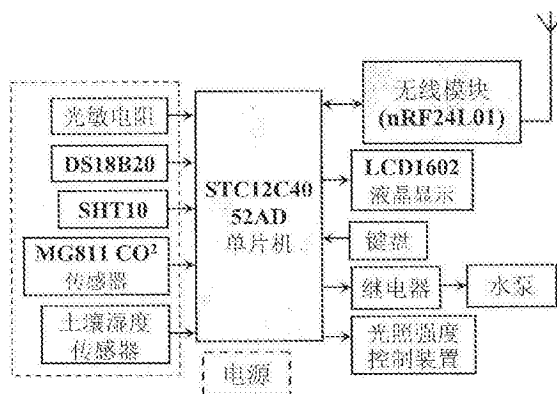 光敏电阻
DS18B20
SHT10
MG811 CO²
传感器
土壤湿度
传感器
STC12C40
52AD
单片机
电源
无线模块
(nRF24L01)
LCD1602
液晶显示
键盘
继电器
水泵
光照强度
控制装置